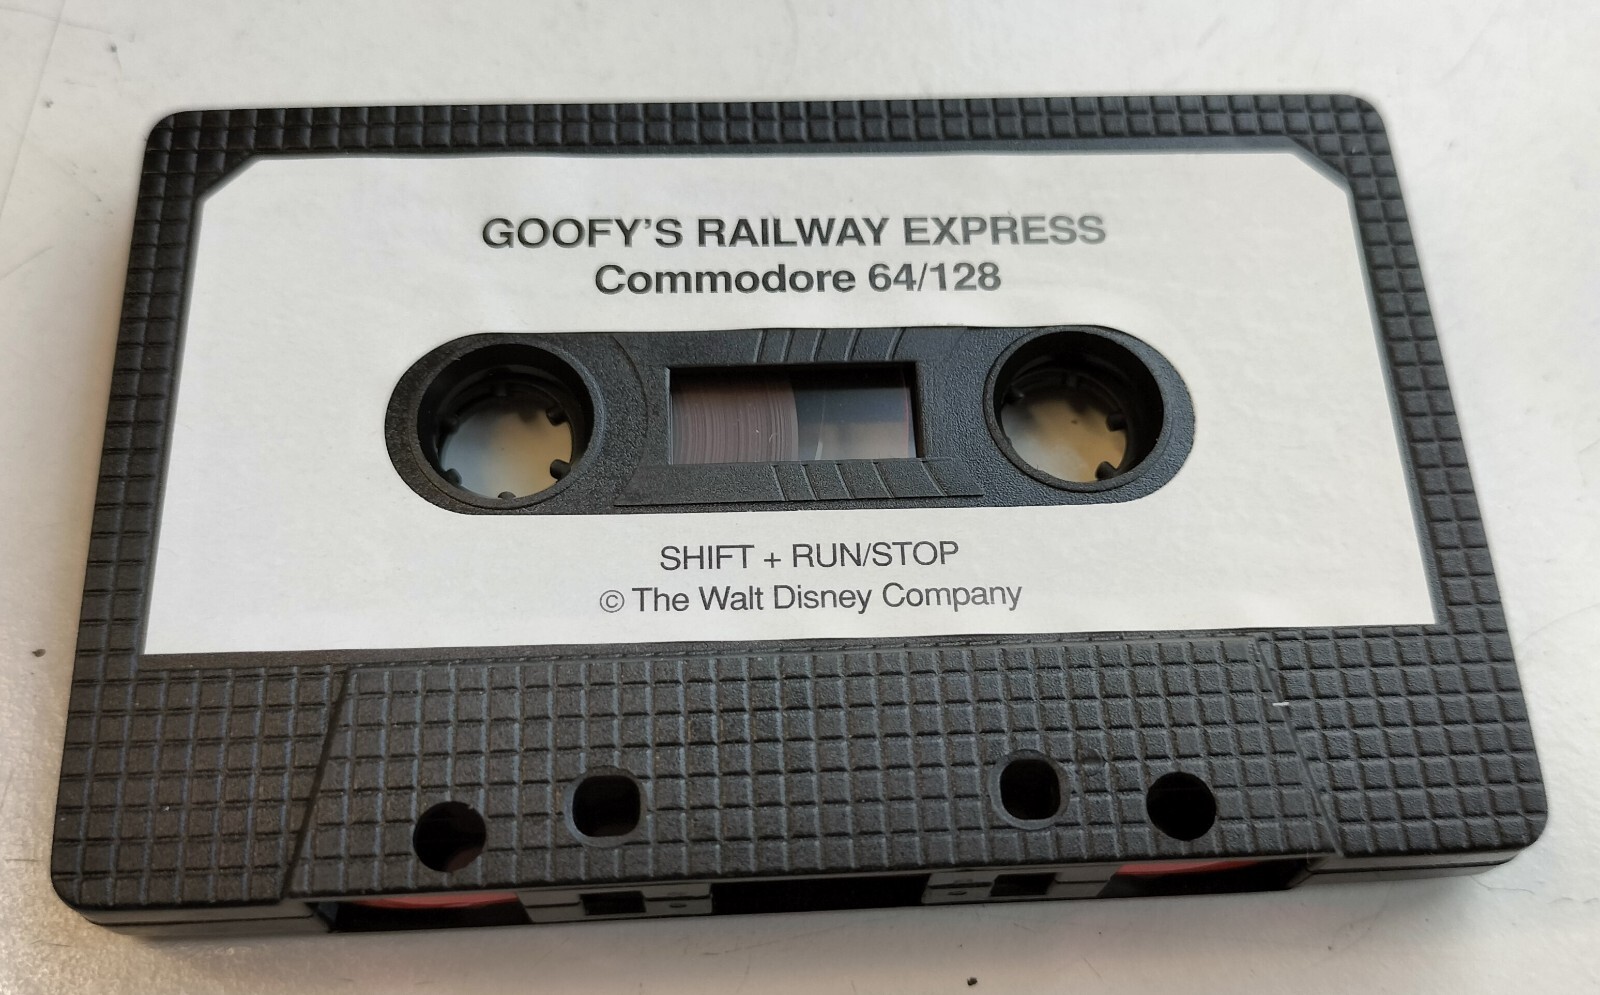 GOOFY'S RAILWAY EXPRESS
Commodore 64/128
SHIFT + RUN/STOP
© The Walt Disney Company